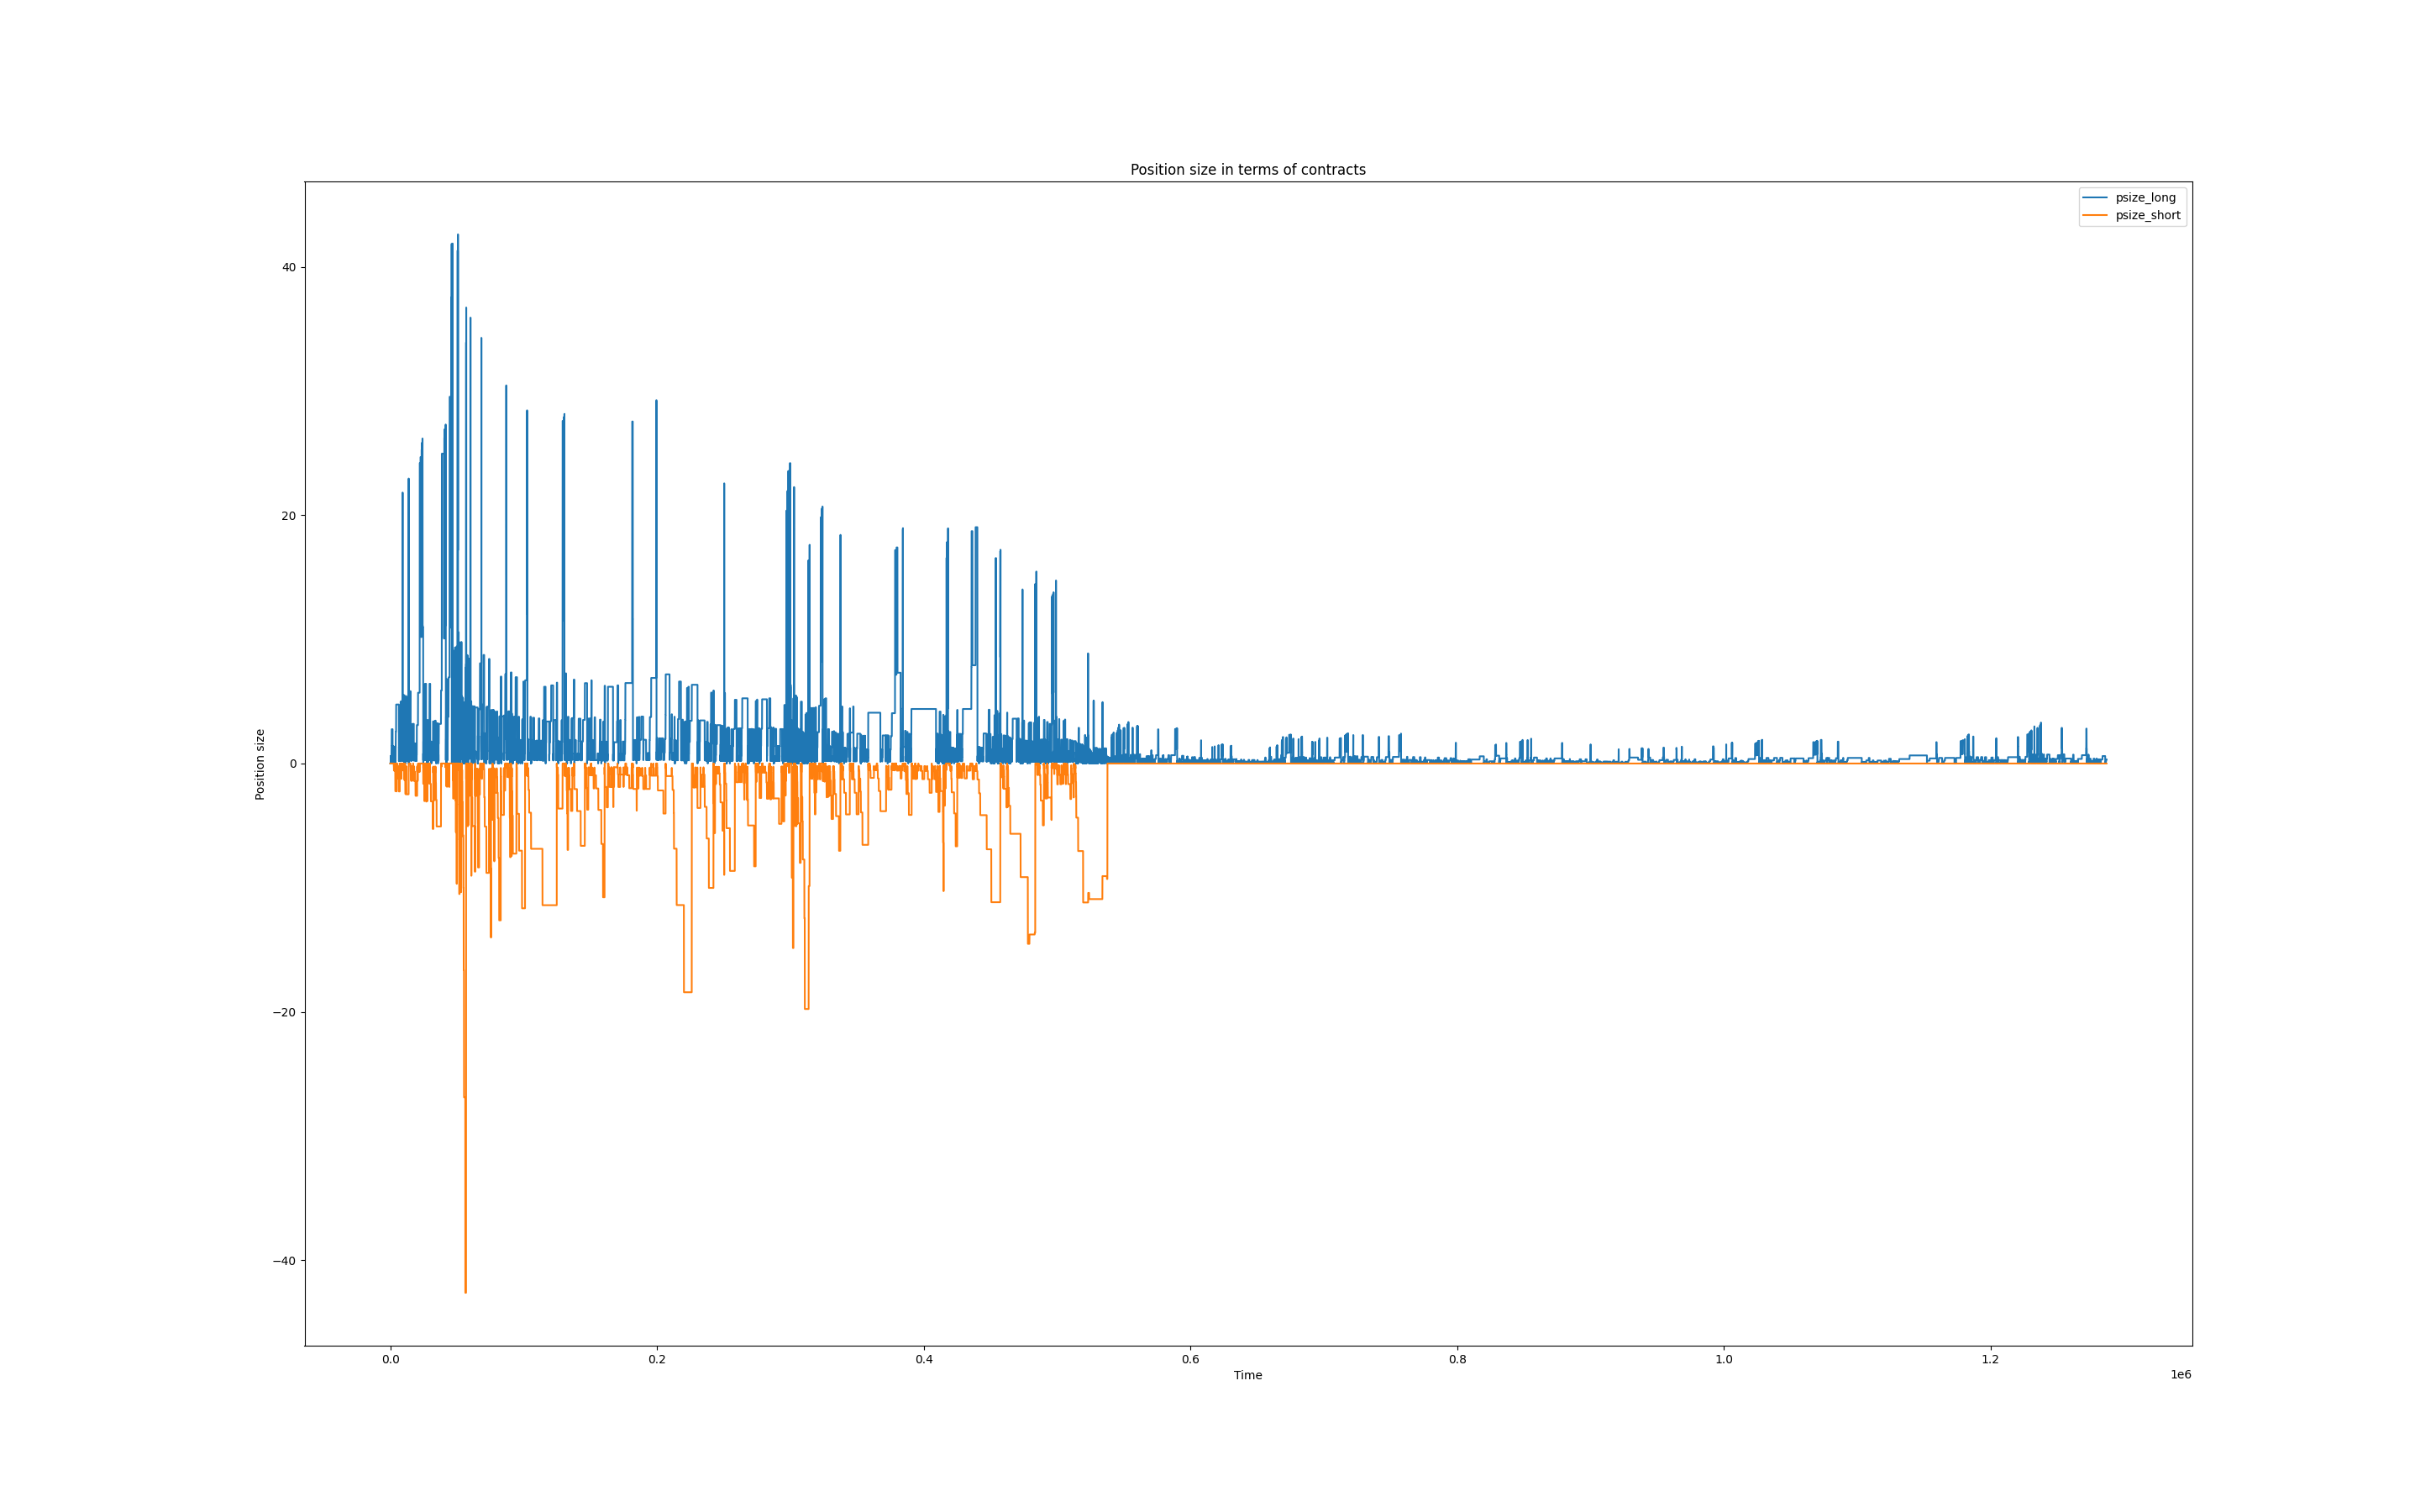 Position size in terms of contracts
psize_long
psize_short
40
20
0
−20
−40
Position size
0.0
0.2
0.4
0.6
0.8
1.0
1.2
1e6
Time